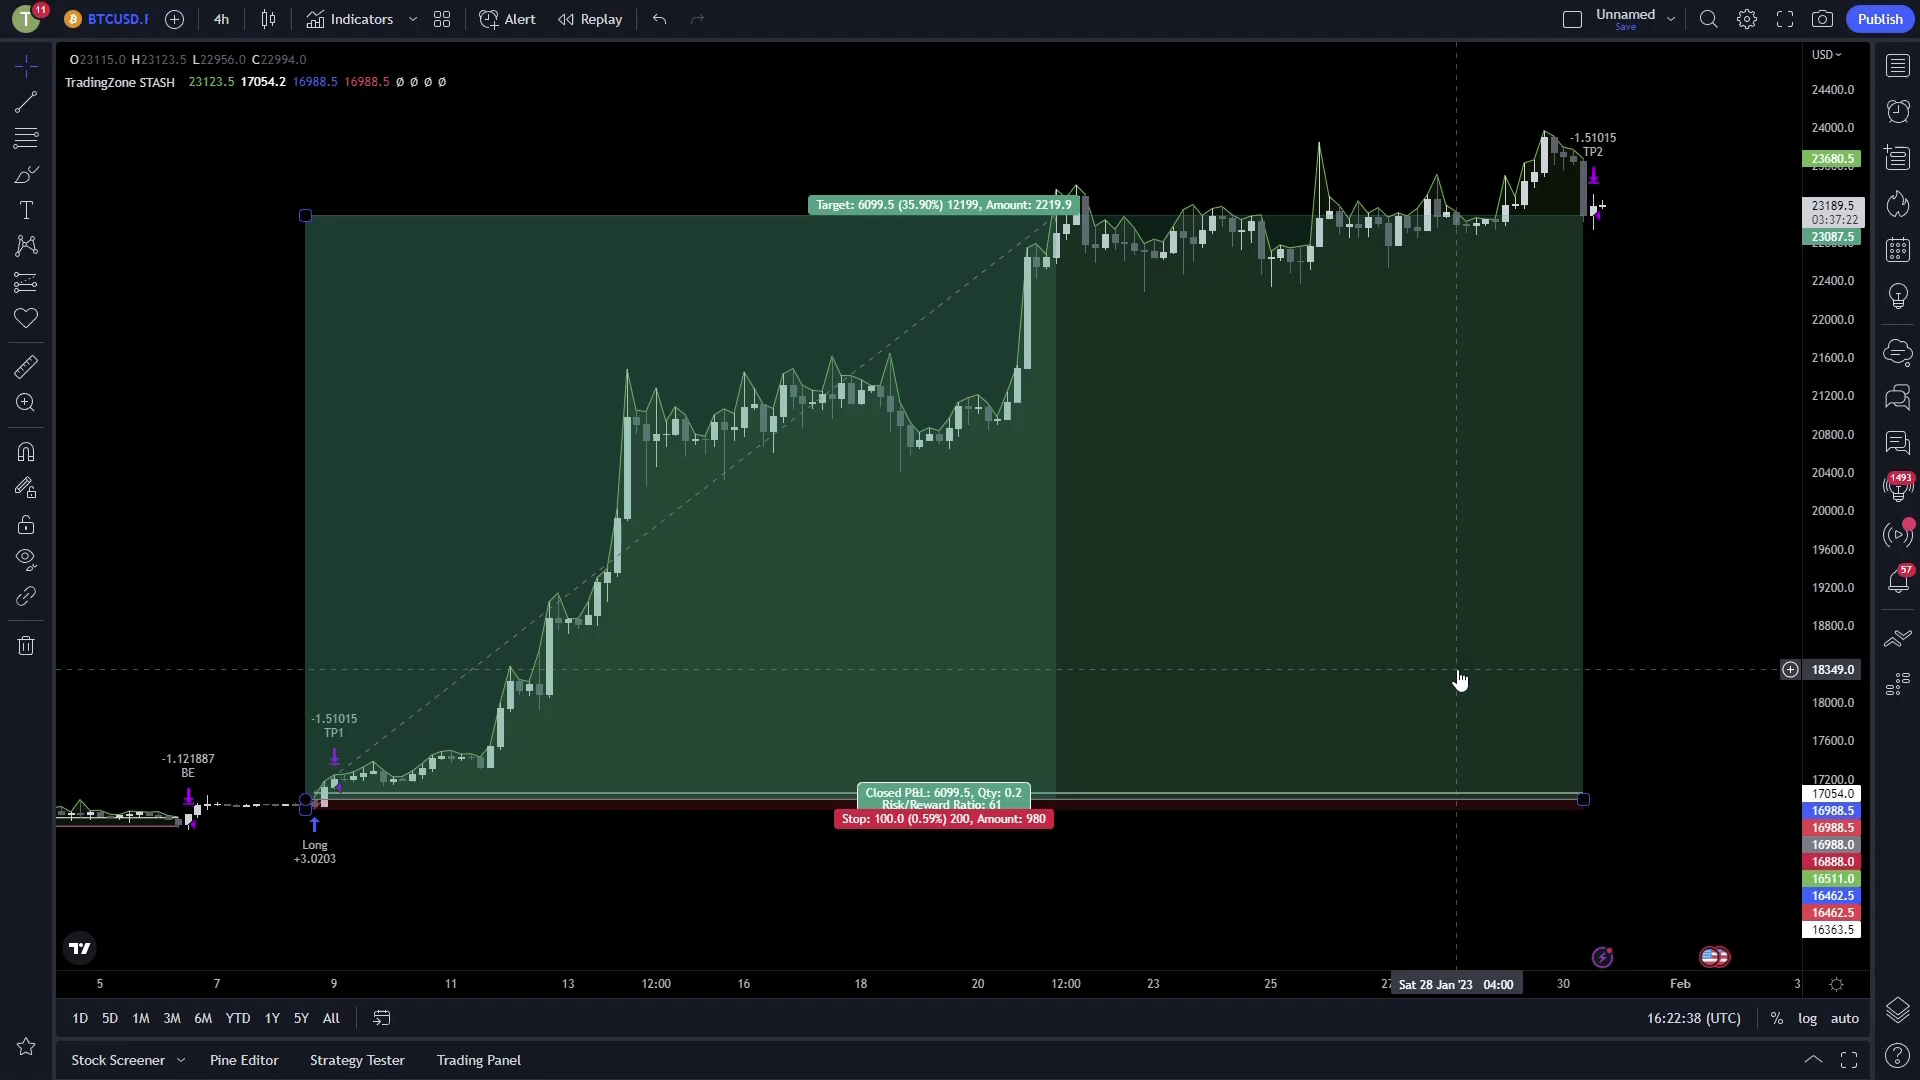 T
11
BTCUSD.F
4h
Indicators
Alert
Replay
Unnamed
Save
Publish
O23115.0 H23123.5 L22956.0 C22994.0
TradingZone STASH 23123.5 17054.2 16988.5 16988.5 Ø Ø Ø Ø
USD
24400.0
24000.0
23680.5
23189.5
03:37:22
23087.5
22400.0
22000.0
21600.0
21200.0
20800.0
20400.0
20000.0
19600.0
19200.0
18800.0
18349.0
18000.0
17600.0
17200.0
17054.0
16988.5
16988.5
16988.0
16888.0
16511.0
16462.5
16462.5
16363.5
-1.51015
TP2
Target: 6099.5 (35.90%) 12199, Amount: 2219.9
-1.51015
TP1
-1.121887
BE
Closed P&L: 6099.5, Qty: 0.2
Risk/Reward Ratio: 61
Stop: 100.0 (0.59%) 200, Amount: 980
Long
+3.0203
1493
57
5 7 9 11 13 12:00 16 18 20 12:00 23 25 27 Sat 28 Jan '23 04:00 30 Feb 3
1D 5D 1M 3M 6M YTD 1Y 5Y All
16:22:38 (UTC) % log auto
Stock Screener Pine Editor Strategy Tester Trading Panel